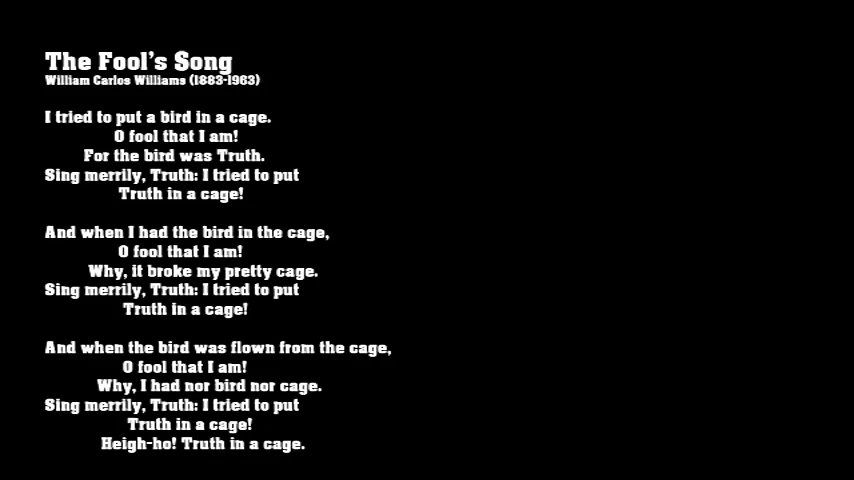 The Fool's Song
William Carlos Williams (1883-1963)
I tried to put a bird in a cage.
O fool that I am!
For the bird was Truth.
Sing merrily, Truth: I tried to put
Truth in a cage!
And when I had the bird in the cage,
O fool that I am!
Why, it broke my pretty cage.
Sing merrily, Truth: I tried to put
Truth in a cage!
And when the bird was flown from the cage,
O fool that I am!
Why, I had nor bird nor cage.
Sing merrily, Truth: I tried to put
Truth in a cage!
Heigh-ho! Truth in a cage.